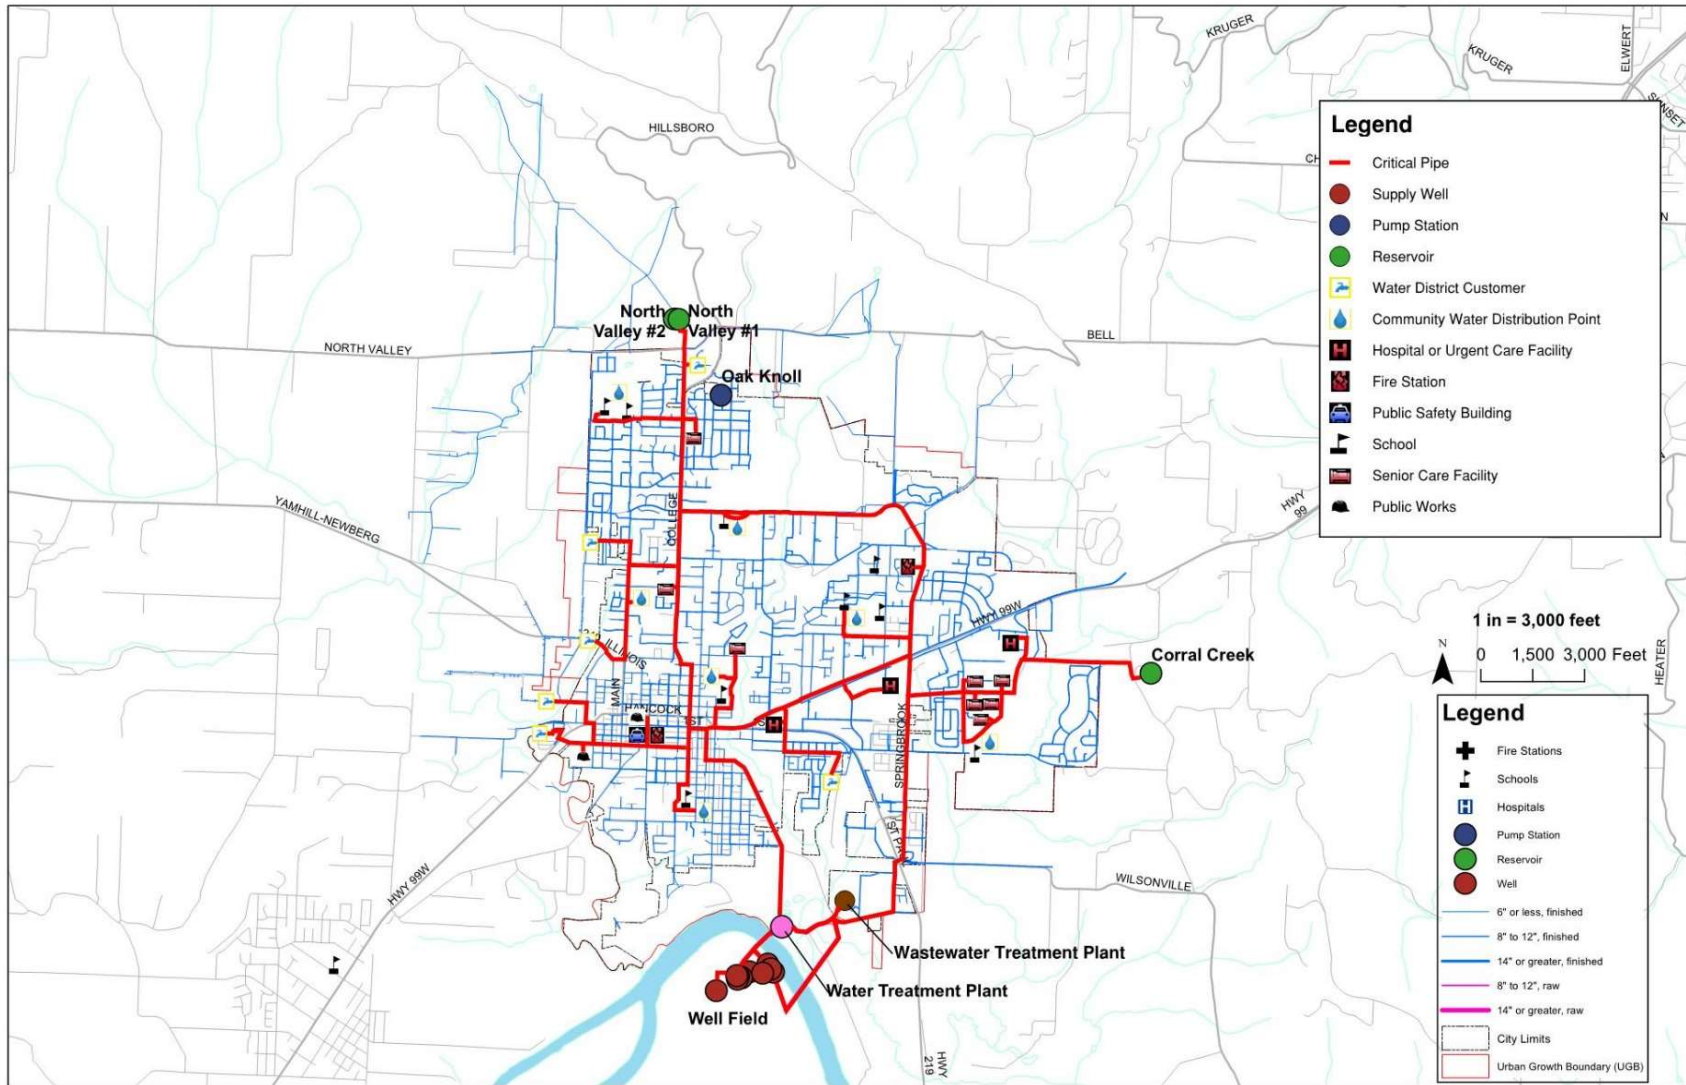 KRUGER
KRUGER
ELWERT
SUNSET
HILLSBORO
CH
N
Legend
Critical Pipe
Supply Well
Pump Station
Reservoir
Water District Customer
Community Water Distribution Point
Hospital or Urgent Care Facility
Fire Station
Public Safety Building
School
Senior Care Facility
Public Works
North North
Valley #2 Valley #1
NORTH VALLEY
BELL
Oak Knoll
YAMHILL-NEWBERG
HWY
99
COLLEGE
HWY 99W
1 in = 3,000 feet
N
0 1,500 3,000 Feet
240
ILLINOIS
Corral Creek
HEATER
MAIN
HANCOCK
1ST
SPRINGBROOK
Legend
Fire Stations
Schools
Hospitals
Pump Station
Reservoir
Well
6" or less, finished
8" to 12", finished
14" or greater, finished
8" to 12", raw
14" or greater, raw
City Limits
Urban Growth Boundary (UGB)
HWY 99W
WILSONVILLE
Wastewater Treatment Plant
Water Treatment Plant
Well Field
HWY
219